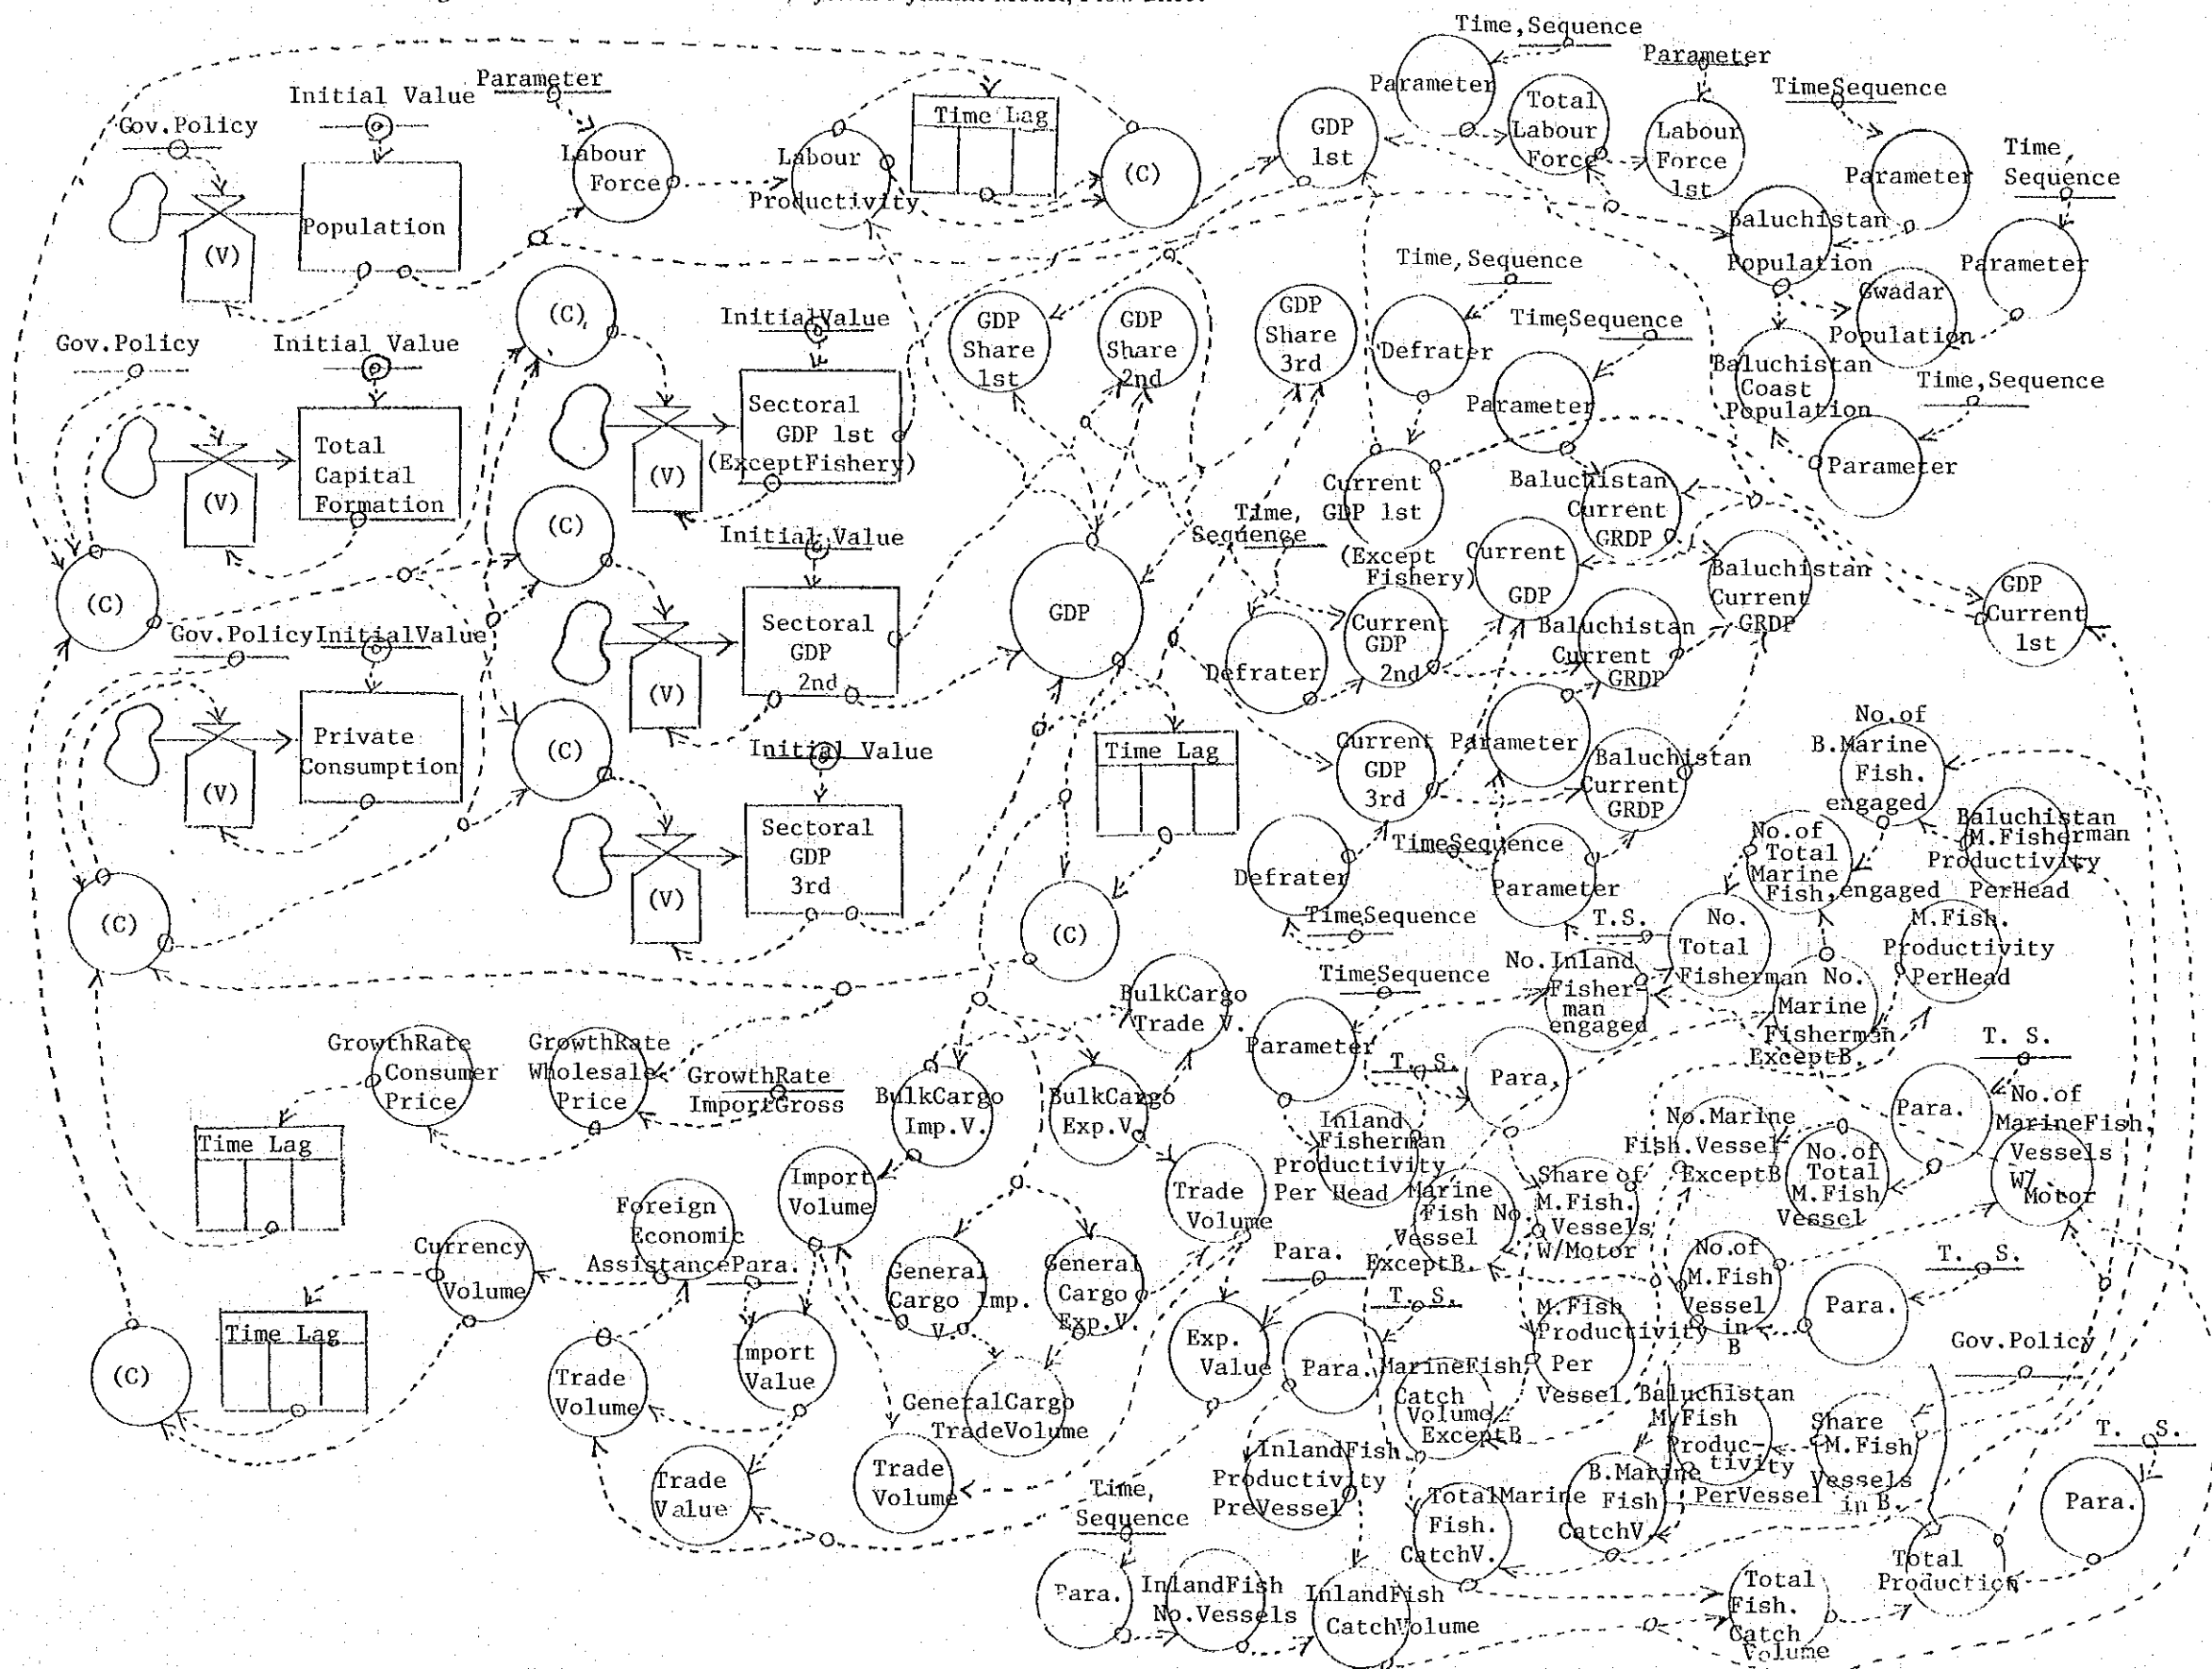 Time,Sequence
Parameter
Initial Value
Parameter
Gov.Policy
Time Lag
Parameter
Total
Labour
Force
Labour
Force
1st
TimeSequence
Parameter
Time,
Sequence
Parameter
GDP
1st
Labour
Force
Labour
Productivity
(C)
Population
(V)
Baluchistan
Population
Gwadar
Population
Baluchistan
Coast
Population
Time,Sequence
Parameter
Gov.Policy
Initial Value
Total
Capital
Formation
(V)
(C)
(C)
InitialValue
Sectoral
GDP 1st
(ExceptFishery)
(V)
GDP
Share
1st
GDP
Share
2nd
GDP
Share
3rd
Time,Sequence
Defrater
TimeSequence
Parameter
Current
GDP 1st
(Except
Fishery)
Baluchistan
Current
GRDP
Time,
Sequence
Current
GDP
Baluchistan
Current
GRDP
GDP
Current
1st
(C)
Initial Value
Sectoral
GDP
2nd
(V)
GDP
Defrater
Current
GDP
2nd
Baluchistan
Current
GRDP
Gov.Policy
InitialValue
Private
Consumption
(V)
(C)
(C)
Initial Value
Sectoral
GDP
3rd
(V)
Time Lag
(C)
Current
GDP
3rd
Parameter
Baluchistan
Current
GRDP
Defrater
TimeSequence
TimeSequence
Parameter
T.S.
No.of
B.Marine
Fish.
engaged
Baluchistan
M.Fisherman
Productivity
PerHead
No.of
Total
Marine
Fish,engaged
No.
Total
Fisherman
M.Fish.
Productivity
PerHead
No.Inland
Fisher-
man
engaged
No.
Marine
Fisherman
ExceptB.
TimeSequence
Parameter
T. S.
Para.
T. S.
Para.
No.of
MarineFish.
Vessels
W/
Motor
GrowthRate
Consumer
Price
GrowthRate
Wholesale
Price
GrowthRate
ImportGross
Time Lag
BulkCargo
Trade V.
BulkCargo
Imp.V.
BulkCargo
Exp.V.
Inland
Fisherman
Productivity
Per Head
No.Marine
Fish.Vessel
ExceptB
No.of
Total
M.Fish
Vessel
Import
Volume
Trade
Volume
Marine
Fish No.
Vessel
ExceptB.
Share of
M.Fish.
Vessels
W/Motor
Foreign
Economic
Assistance
Para.
Currency
Volume
Time Lag
(C)
General
Cargo Imp.
V.
General
Cargo
Exp.V.
Para.
T. S.
No.of
M.Fish
Vessel
in
B
T. S.
Para.
Trade
Volume
Import
Value
GeneralCargo
TradeVolume
Exp.
Value
Para.
M.Fish
Productivity
Per
Vessel
MarineFish
Catch
Volume
ExceptB
Gov.Policy
Baluchistan
M.Fish
Produc-
tivity
PerVessel
Share
M.Fish
Vessels
in B.
T. S.
Para.
Trade
Value
Trade
Volume
InlandFish
Productivity
PreVessel
Time,
Sequence
TotalMarine
Fish.
CatchV.
B.Marine
Fish
CatchV.
Total
Production
Para.
InlandFish
No.Vessels
InlandFish
CatchVolume
Total
Fish.
Catch
Volume